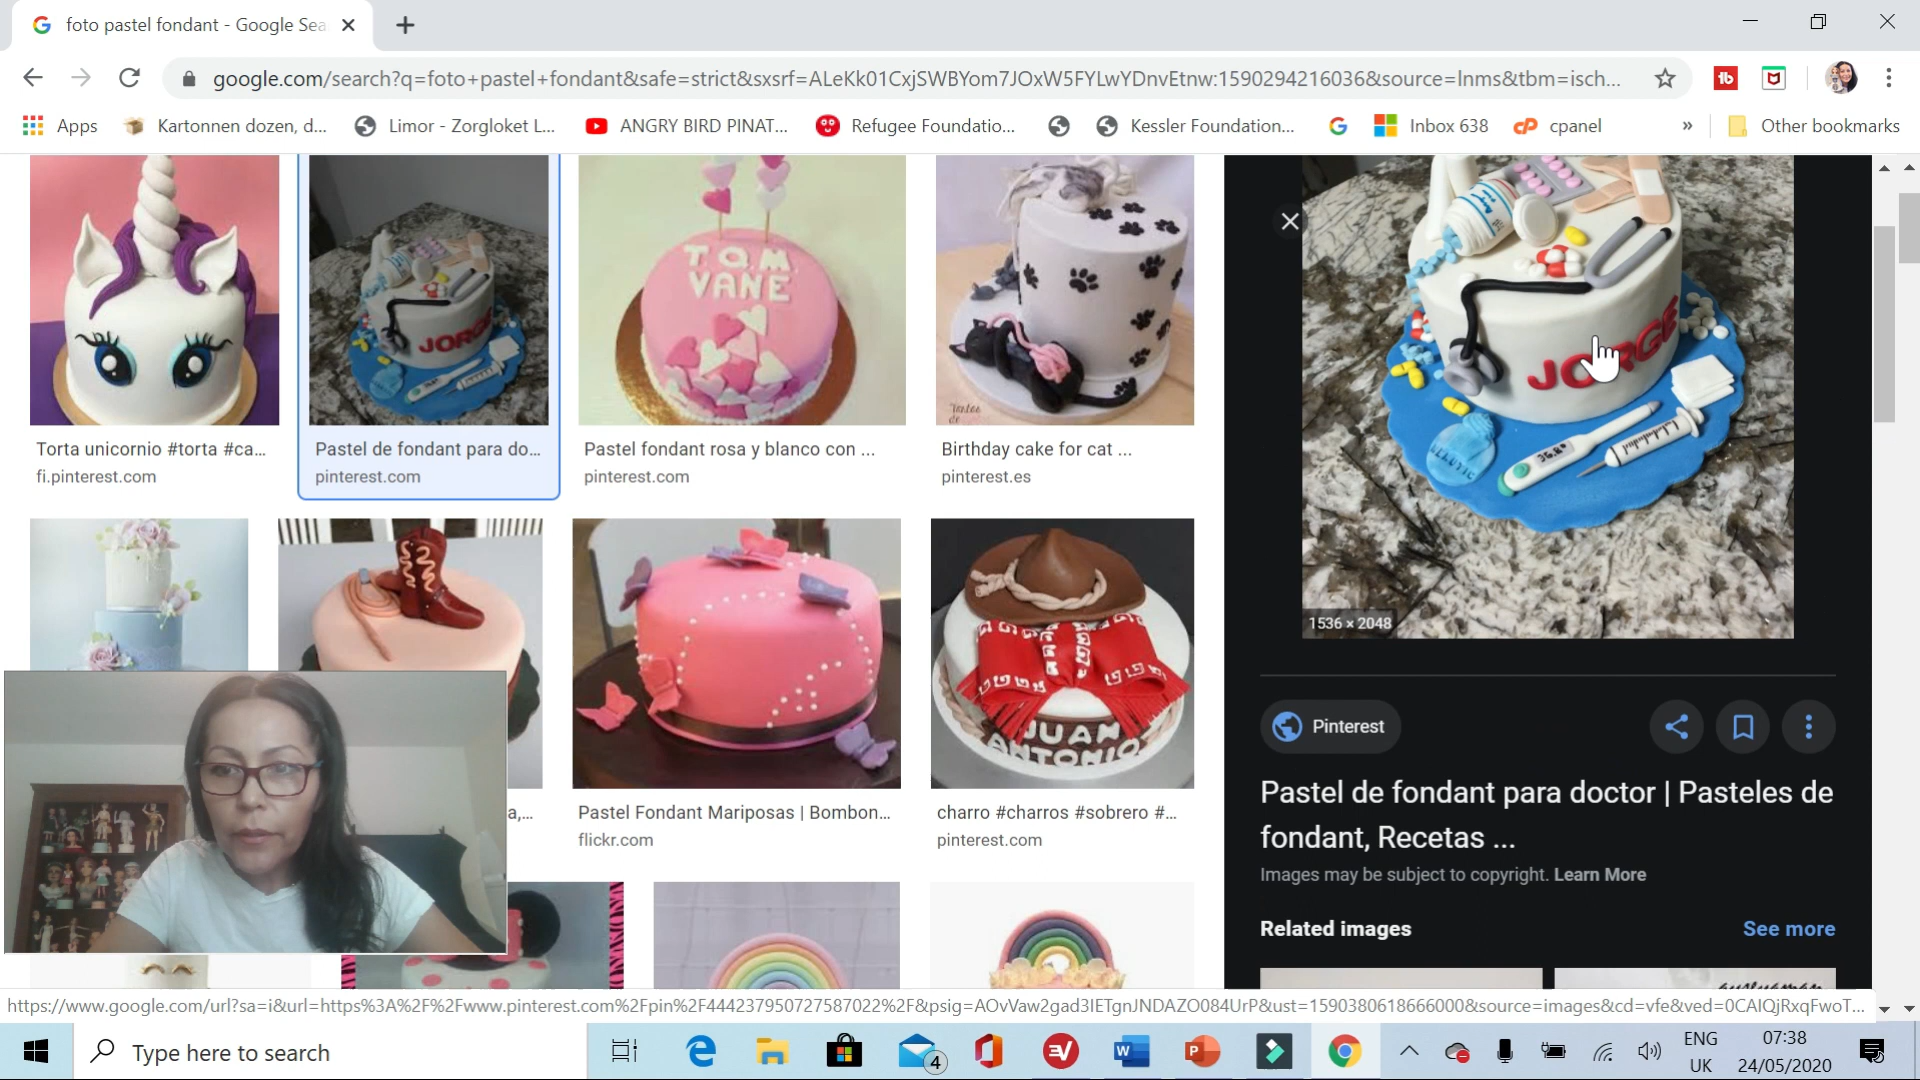 foto pastel fondant - Google Sea
google.com/search?q=foto+pastel+fondant&safe=strict&sxsrf=ALeKk01CxjSWBYom7JOxW5FYLwYDnvEtnw:1590294216036&source=lnms&tbm=isch...
Apps Kartonnen dozen, d... Limor - Zorgloket L... ANGRY BIRD PINAT... Refugee Foundatio... Kessler Foundation... Inbox 638 cpanel » Other bookmarks
T.Q.M.
VANE
JORGE
JORGE
36.8°
1536 × 2048
Torta unicornio #torta #ca...
fi.pinterest.com
Pastel de fondant para do...
pinterest.com
Pastel fondant rosa y blanco con ...
pinterest.com
Birthday cake for cat ...
pinterest.es
JUAN
ANTONIO
a,...
Pastel Fondant Mariposas | Bombon...
flickr.com
charro #charros #sobrero #...
pinterest.com
Pinterest
Pastel de fondant para doctor | Pasteles de
fondant, Recetas ...
Images may be subject to copyright. Learn More
Related images See more
https://www.google.com/url?sa=i&url=https%3A%2F%2Fwww.pinterest.com%2Fpin%2F444237950727587022%2F&psig=AOvVaw2gad3IETgnJNDAZO084UrP&ust=1590380618666000&source=images&cd=vfe&ved=0CAIQjRxqFwoT...
Type here to search
4
ENG
UK
07:38
24/05/2020